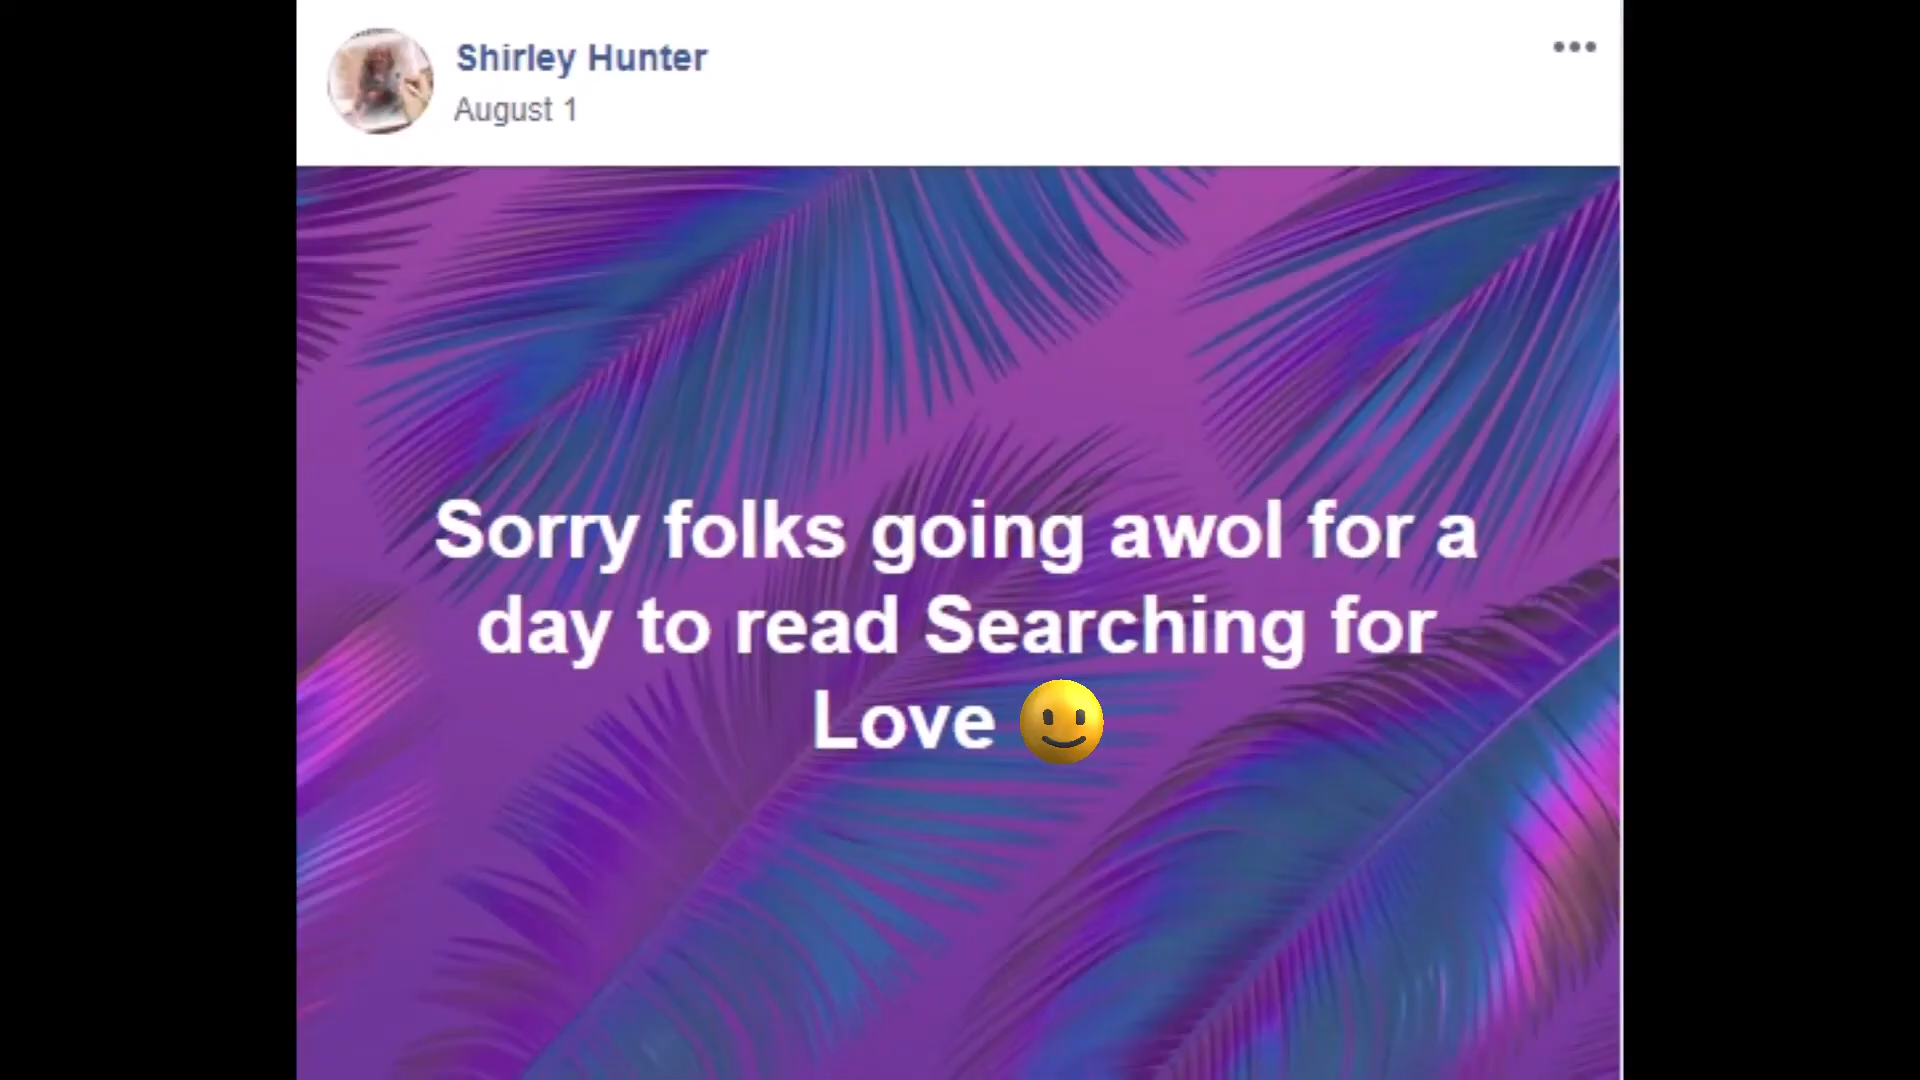 Shirley Hunter
August 1
Sorry folks going awol for a
day to read Searching for
Love 🙂